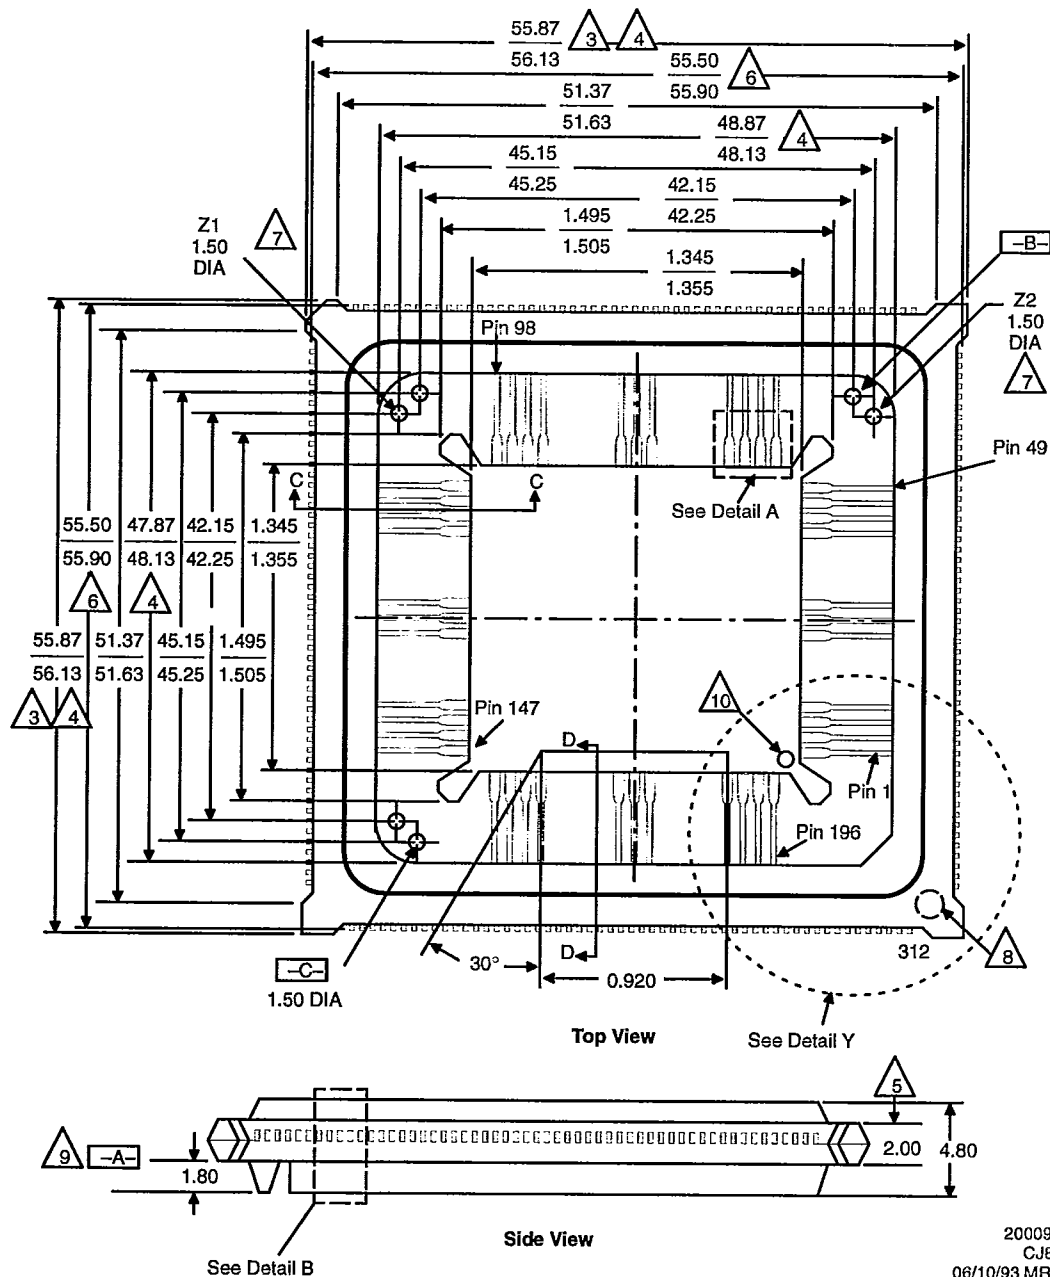 55.87
56.13
3
4
55.50
55.90
6
51.37
51.63
48.87
48.13
4
45.15
45.25
42.15
42.25
1.495
1.505
1.345
1.355
Z1
1.50
DIA
7
–B–
Z2
1.50
DIA
7
Pin 98
Pin 49
C
C
See Detail A
55.50
55.90
6
47.87
48.13
4
42.15
42.25
1.345
1.355
55.87
56.13
3
4
51.37
51.63
45.15
45.25
1.495
1.505
10
Pin 147
D
Pin 1
Pin 196
–C–
1.50 DIA
30°
D
0.920
312
8
Top View
See Detail Y
5
9
–A–
1.80
2.00
4.80
Side View
See Detail B
20009
CJ8
06/10/93 MR